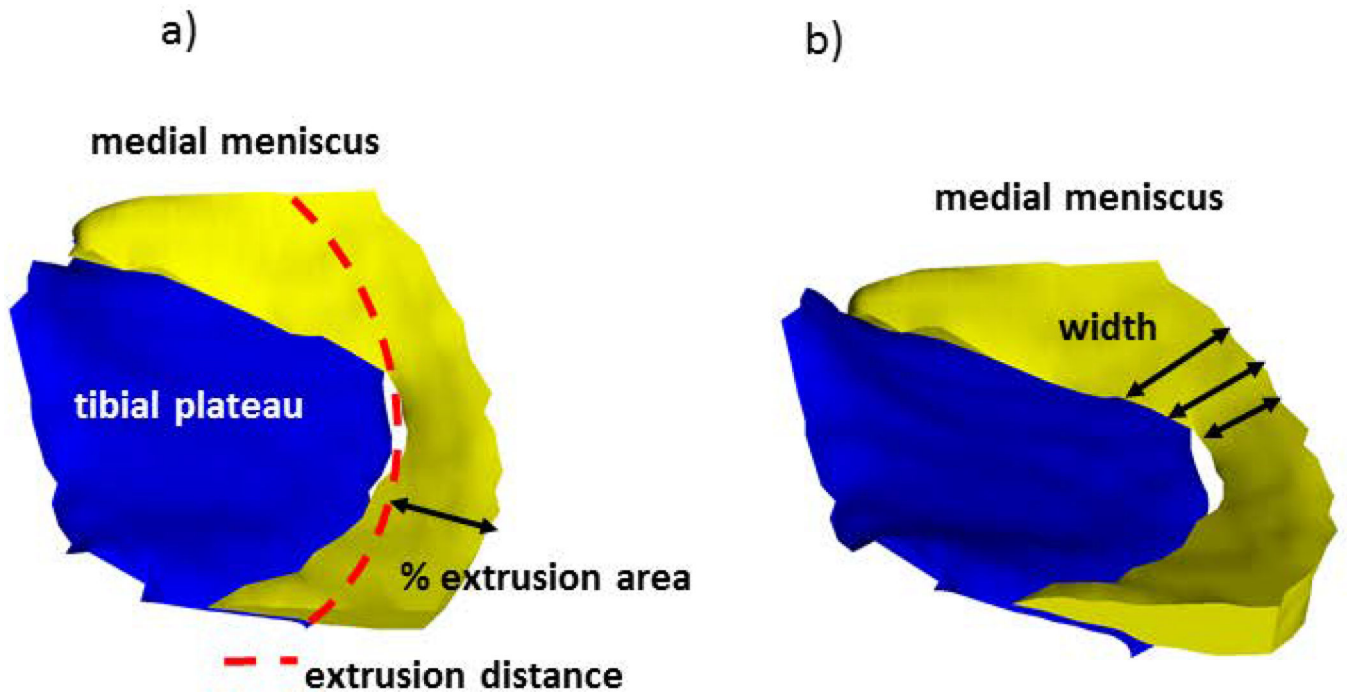 a)
medial meniscus
tibial plateau
% extrusion area
extrusion distance
b)
medial meniscus
width